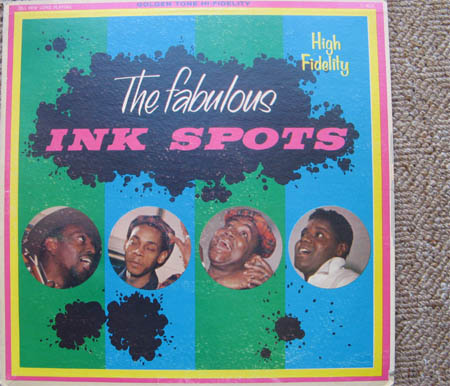 GOLDEN TONE HI-FIDELITY
High
Fidelity
The Fabulous
INK SPOTS